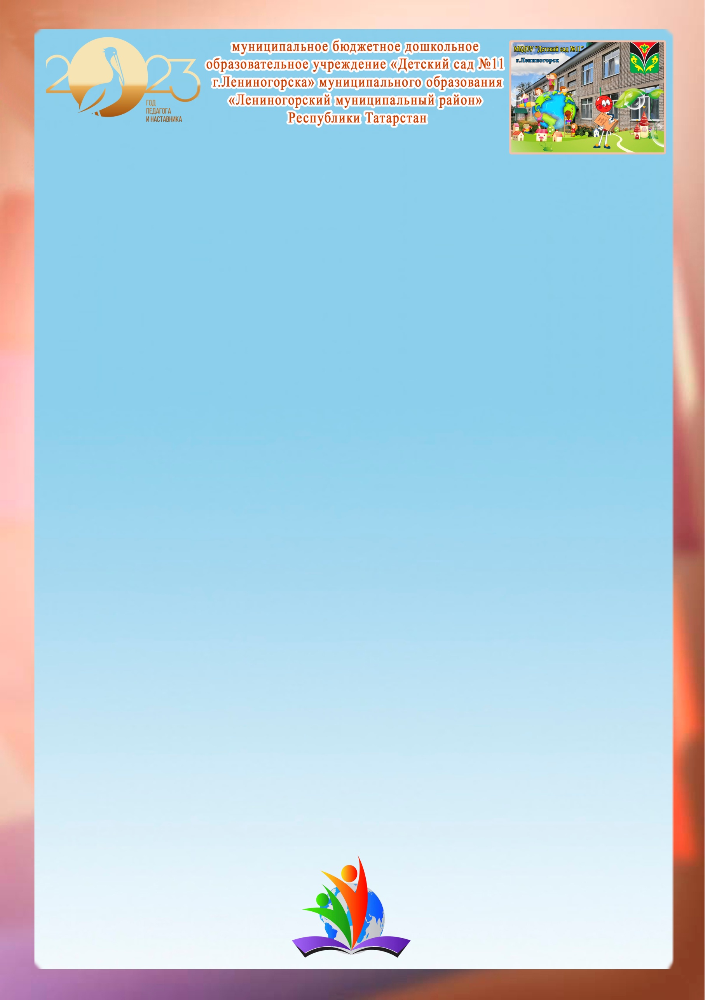 2023
ГОД
ПЕДАГОГА
И НАСТАВНИКА
муниципальное бюджетное дошкольное
образовательное учреждение «Детский сад №11
г.Лениногорска» муниципального образования
«Лениногорский муниципальный район»
Республики Татарстан
МБДОУ “Детский сад №11”
г.Лениногорск